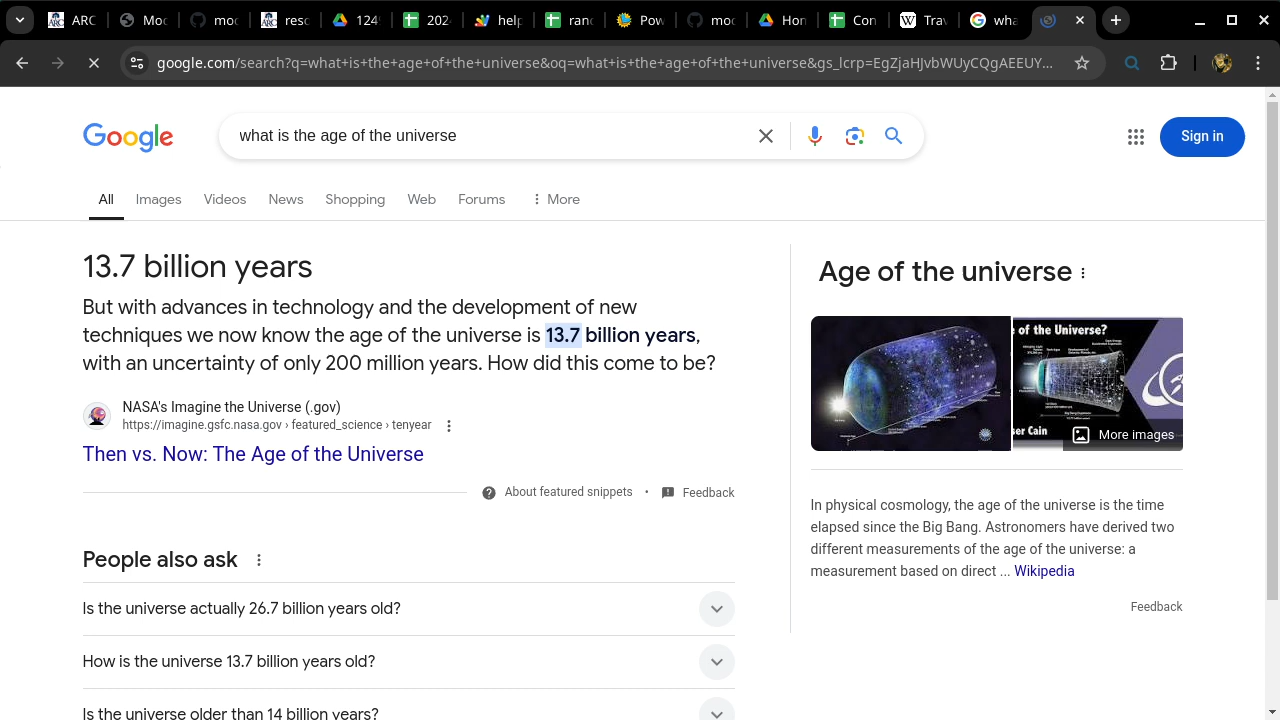 ARC
Moc
moc
reso
1249
2024
help
rand
Pow
moc
Hon
Con
Trav
wha
google.com/search?q=what+is+the+age+of+the+universe&oq=what+is+the+age+of+the+universe&gs_lcrp=EgZjaHJvbWUyCQgAEEUY...
Google
what is the age of the universe
Sign in
All Images Videos News Shopping Web Forums More
13.7 billion years
But with advances in technology and the development of new
techniques we now know the age of the universe is 13.7 billion years,
with an uncertainty of only 200 million years. How did this come to be?
NASA's Imagine the Universe (.gov)
https://imagine.gsfc.nasa.gov › featured_science › tenyear
Then vs. Now: The Age of the Universe
About featured snippets • Feedback
People also ask
Is the universe actually 26.7 billion years old?
How is the universe 13.7 billion years old?
Is the universe older than 14 billion years?
Age of the universe
e of the Universe?
ser Cain
More images
In physical cosmology, the age of the universe is the time
elapsed since the Big Bang. Astronomers have derived two
different measurements of the age of the universe: a
measurement based on direct ... Wikipedia
Feedback